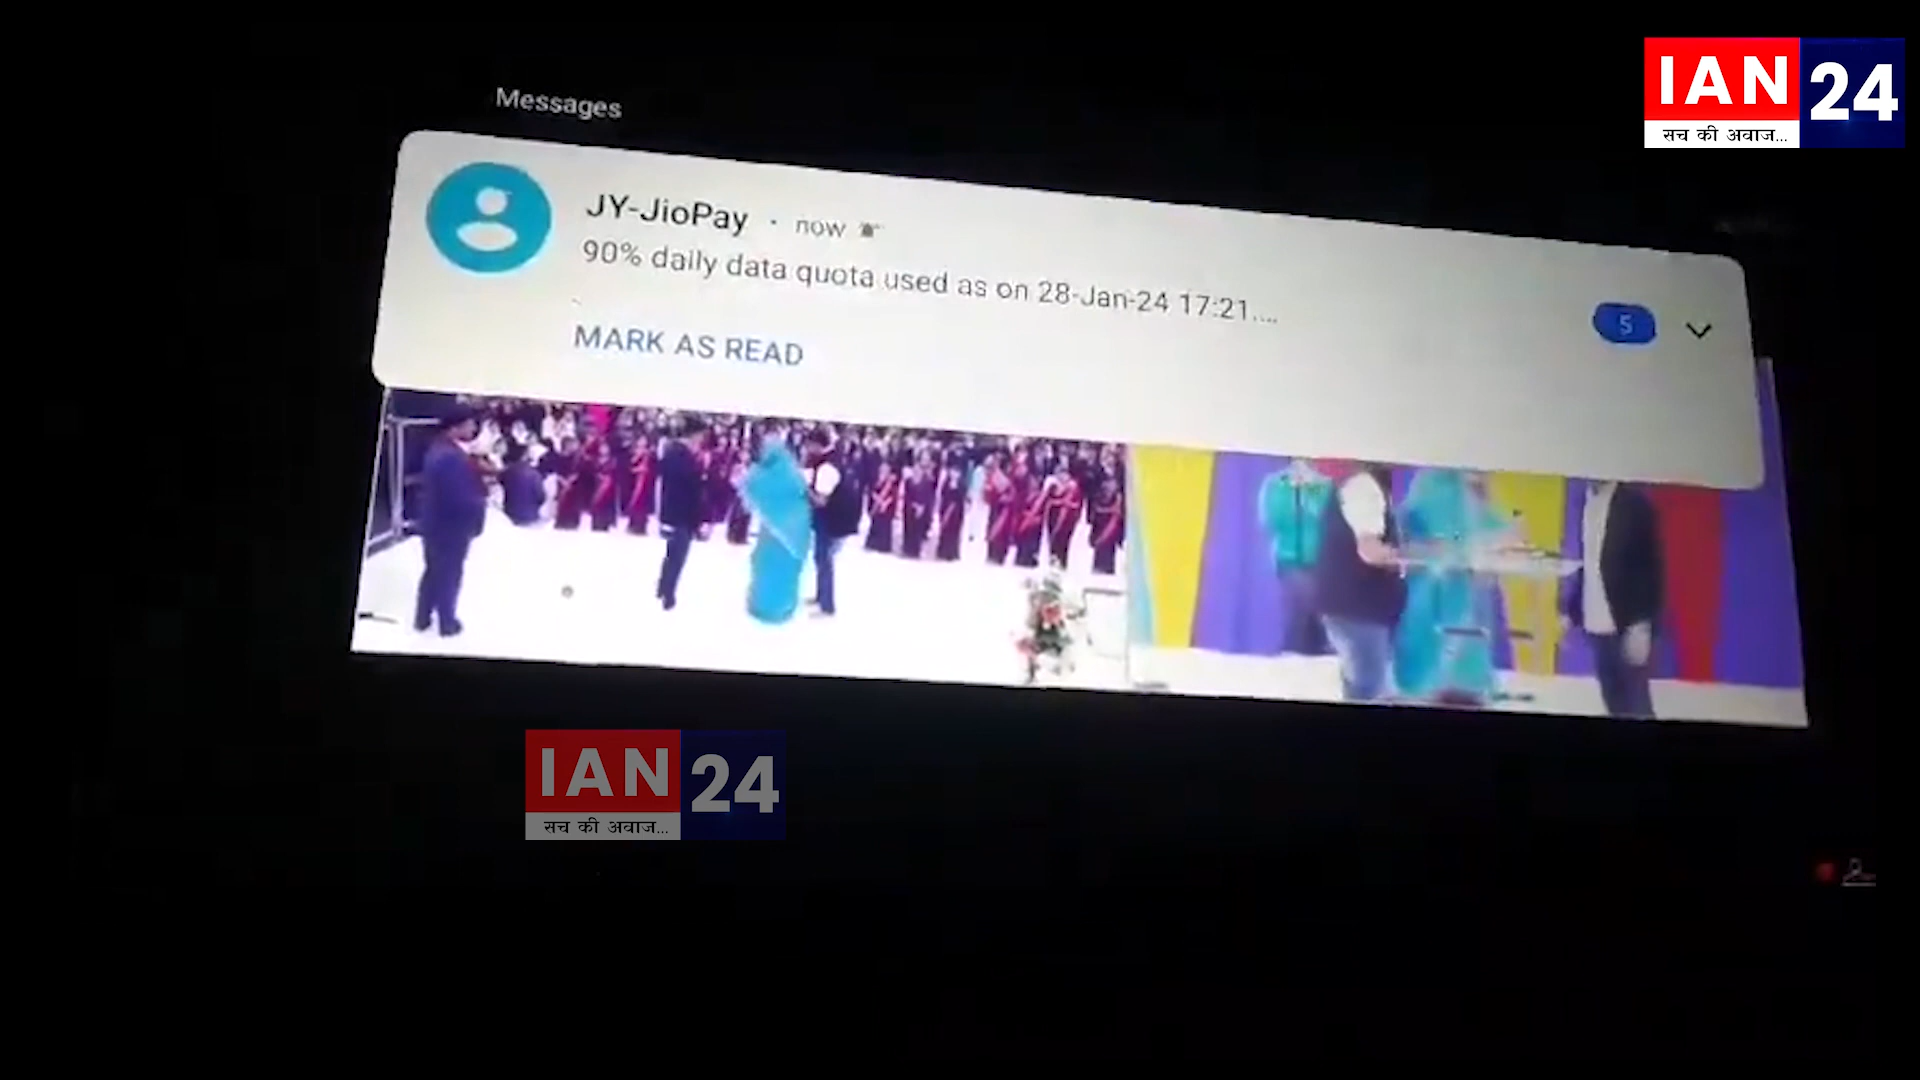 IAN 24
सच की अवाज...
Messages
JY-JioPay · now
90% daily data quota used as on 28-Jan-24 17:21....
5
MARK AS READ
IAN 24
सच की अवाज...